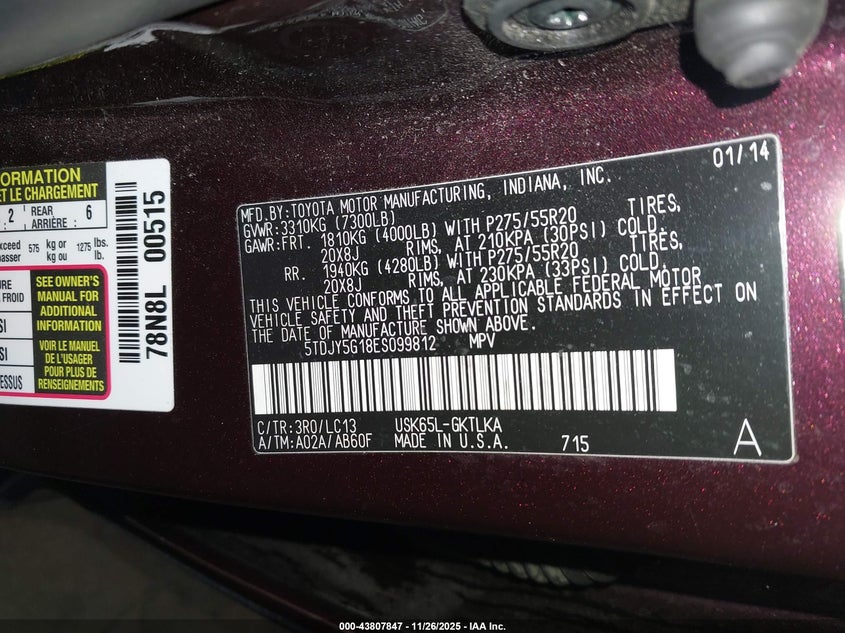 ORMATION
ET LE CHARGEMENT
2 REAR ARRIÈRE : 6
xceed 575 kg or 1275 lbs.
passer kg ou lb.
URE
FROID
SI
SI
ESSUS
SEE OWNER'S
MANUAL FOR
ADDITIONAL
INFORMATION
VOIR LE MANUEL
DE L'USAGER
POUR PLUS DE
RENSEIGNEMENTS
78N8L 00515
01/14
MFD.BY:TOYOTA MOTOR MANUFACTURING, INDIANA, INC.
GVWR:3310KG (7300LB)
GAWR:FRT. 1810KG (4000LB) WITH P275/55R20 TIRES,
20X8J RIMS, AT 210KPA (30PSI) COLD.
RR. 1940KG (4280LB) WITH P275/55R20 TIRES,
20X8J RIMS, AT 230KPA (33PSI) COLD.
THIS VEHICLE CONFORMS TO ALL APPLICABLE FEDERAL MOTOR
VEHICLE SAFETY AND THEFT PREVENTION STANDARDS IN EFFECT ON
THE DATE OF MANUFACTURE SHOWN ABOVE.
5TDJY5G18ES099812 MPV
C/TR:3R0/LC13 USK65L-GKTLKA
A/TM:A02A/AB60F MADE IN U.S.A. 715 A
000-43807847 - 11/26/2025 - IAA Inc.